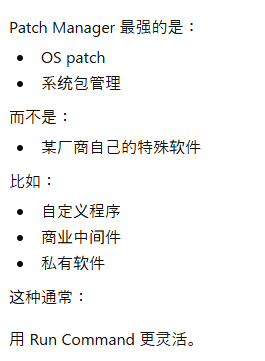 Patch Manager 最强的是：
• OS patch
• 系统包管理
而不是：
• 某厂商自己的特殊软件
比如：
• 自定义程序
• 商业中间件
• 私有软件
这种通常：
用 Run Command 更灵活。